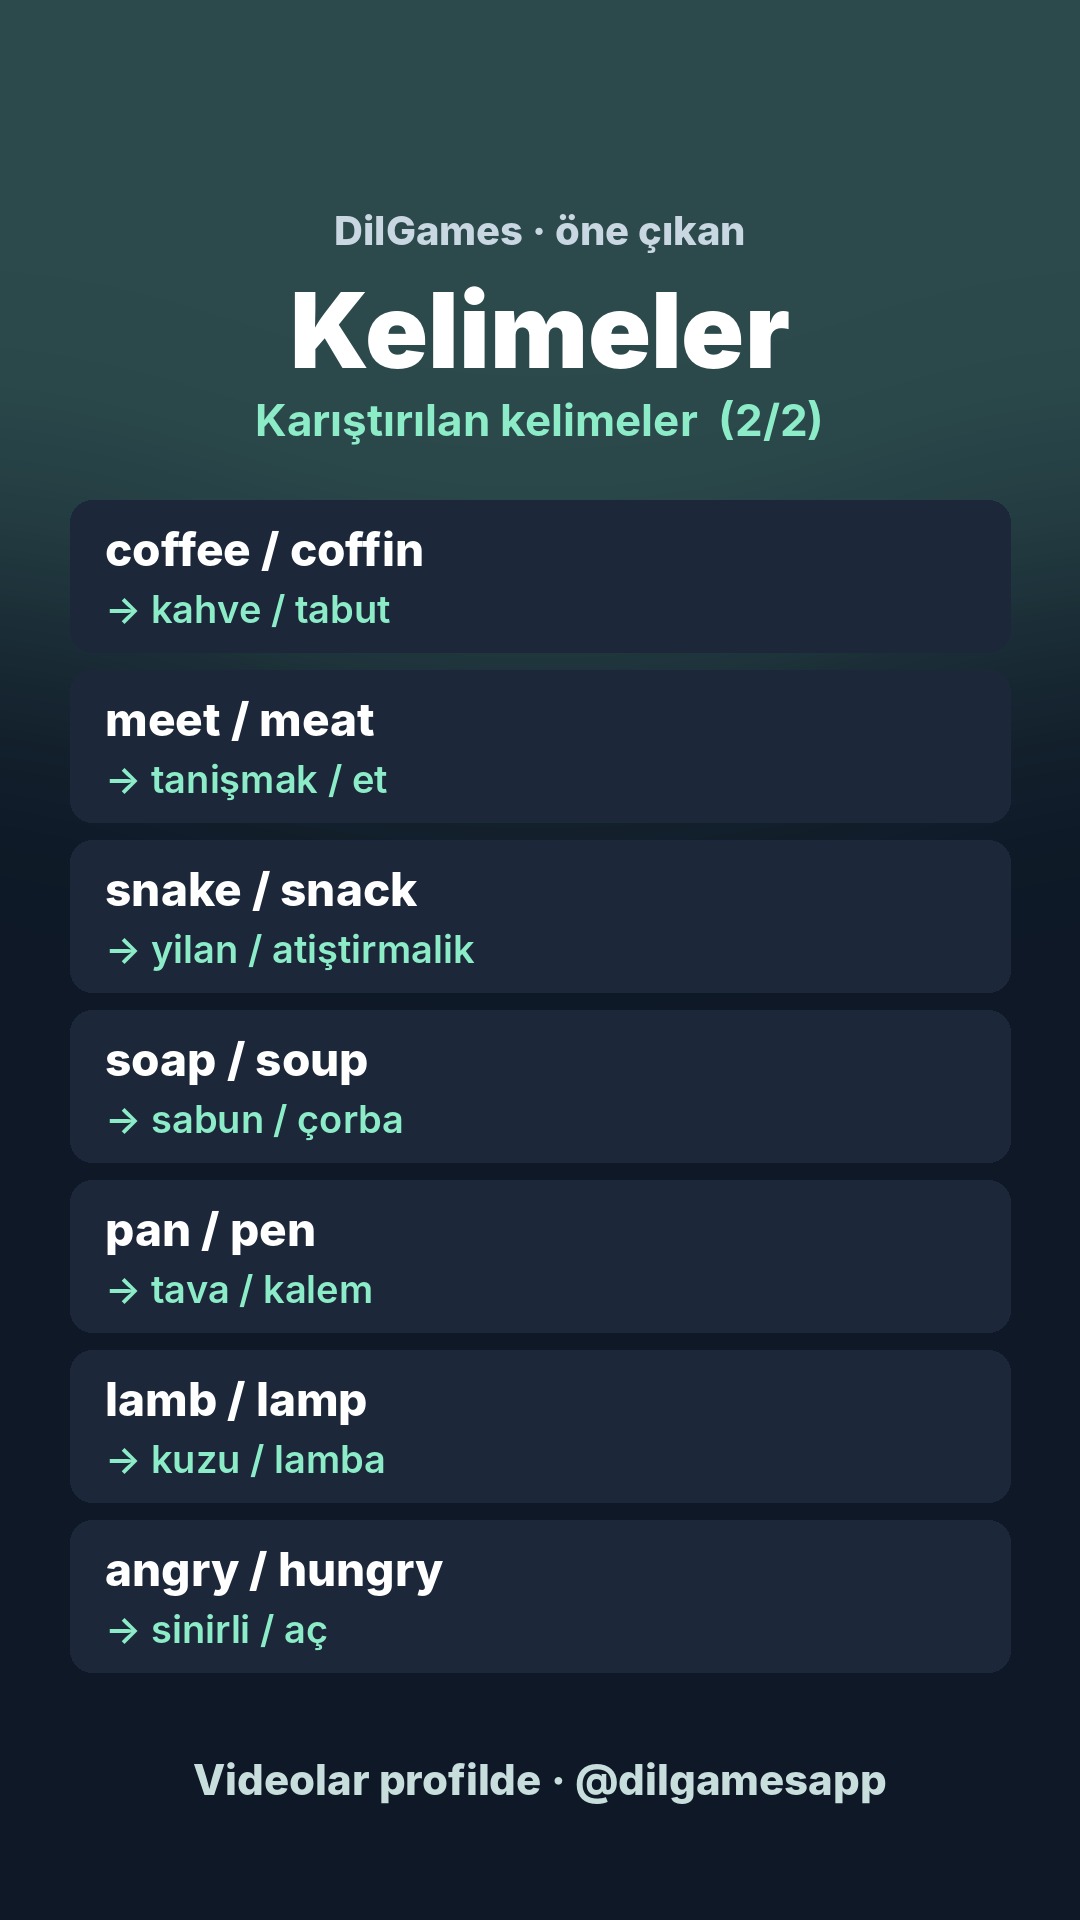 DilGames · öne çıkan
Kelimeler
Karıştırılan kelimeler (2/2)
coffee / coffin
→ kahve / tabut
meet / meat
→ tanişmak / et
snake / snack
→ yilan / atiştirmalik
soap / soup
→ sabun / çorba
pan / pen
→ tava / kalem
lamb / lamp
→ kuzu / lamba
angry / hungry
→ sinirli / aç
Videolar profilde · @dilgamesapp